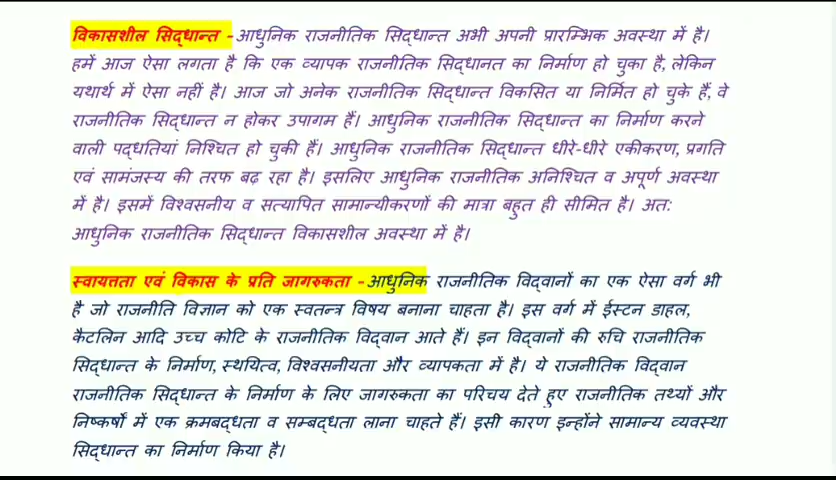 विकासशील सिद्धान्त -आधुनिक राजनीतिक सिद्धान्त अभी अपनी प्रारम्भिक अवस्था में है।
हमें आज ऐसा लगता है कि एक व्यापक राजनीतिक सिद्धानत का निर्माण हो चुका है, लेकिन
यथार्थ में ऐसा नहीं है। आज जो अनेक राजनीतिक सिद्धान्त विकसित या निर्मित हो चुके हैं, वे
राजनीतिक सिद्धान्त न होकर उपागम हैं। आधुनिक राजनीतिक सिद्धान्त का निर्माण करने
वाली पद्धतियां निश्चित हो चुकी हैं। आधुनिक राजनीतिक सिद्धान्त धीरे-धीरे एकीकरण, प्रगति
एवं सामंजस्य की तरफ बढ़ रहा है। इसलिए आधुनिक राजनीतिक अनिश्चित व अपूर्ण अवस्था
में है। इसमें विश्वसनीय व सत्यापित सामान्यीकरणों की मात्रा बहुत ही सीमित है। अत:
आधुनिक राजनीतिक सिद्धान्त विकासशील अवस्था में है।
स्वायत्तता एवं विकास के प्रति जागरुकता -आधुनिक राजनीतिक विद्वानों का एक ऐसा वर्ग भी
है जो राजनीति विज्ञान को एक स्वतन्त्र विषय बनाना चाहता है। इस वर्ग में ईस्टन डाहल,
कैटलिन आदि उच्च कोटि के राजनीतिक विद्वान आते हैं। इन विद्वानों की रुचि राजनीतिक
सिद्धान्त के निर्माण, स्थयित्व, विश्वसनीयता और व्यापकता में है। ये राजनीतिक विद्वान
राजनीतिक सिद्धान्त के निर्माण के लिए जागरुकता का परिचय देते हुए राजनीतिक तथ्यों और
निष्कर्षों में एक क्रमबद्धता व सम्बद्धता लाना चाहते हैं। इसी कारण इन्होंने सामान्य व्यवस्था
सिद्धान्त का निर्माण किया है।